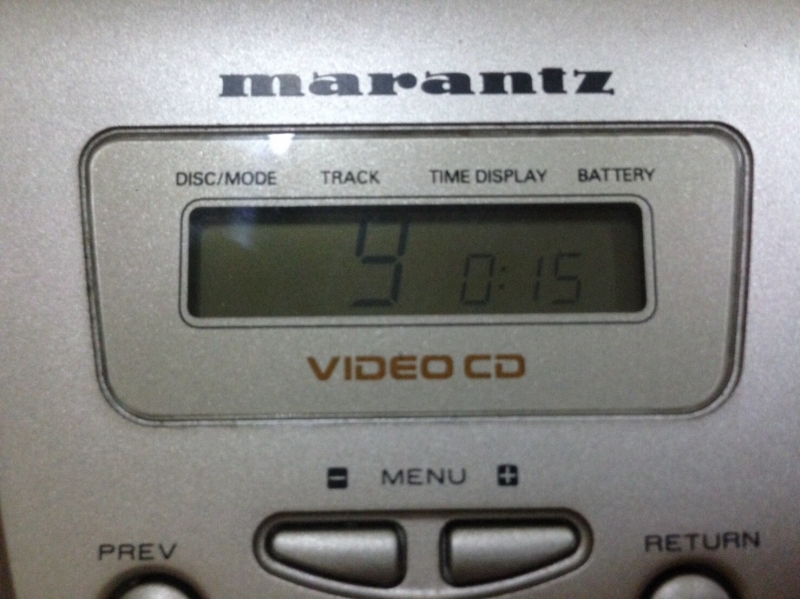 marantz
DISC/MODE TRACK TIME DISPLAY BATTERY
9 0:15
VIDEO CD
- MENU +
PREV
RETURN